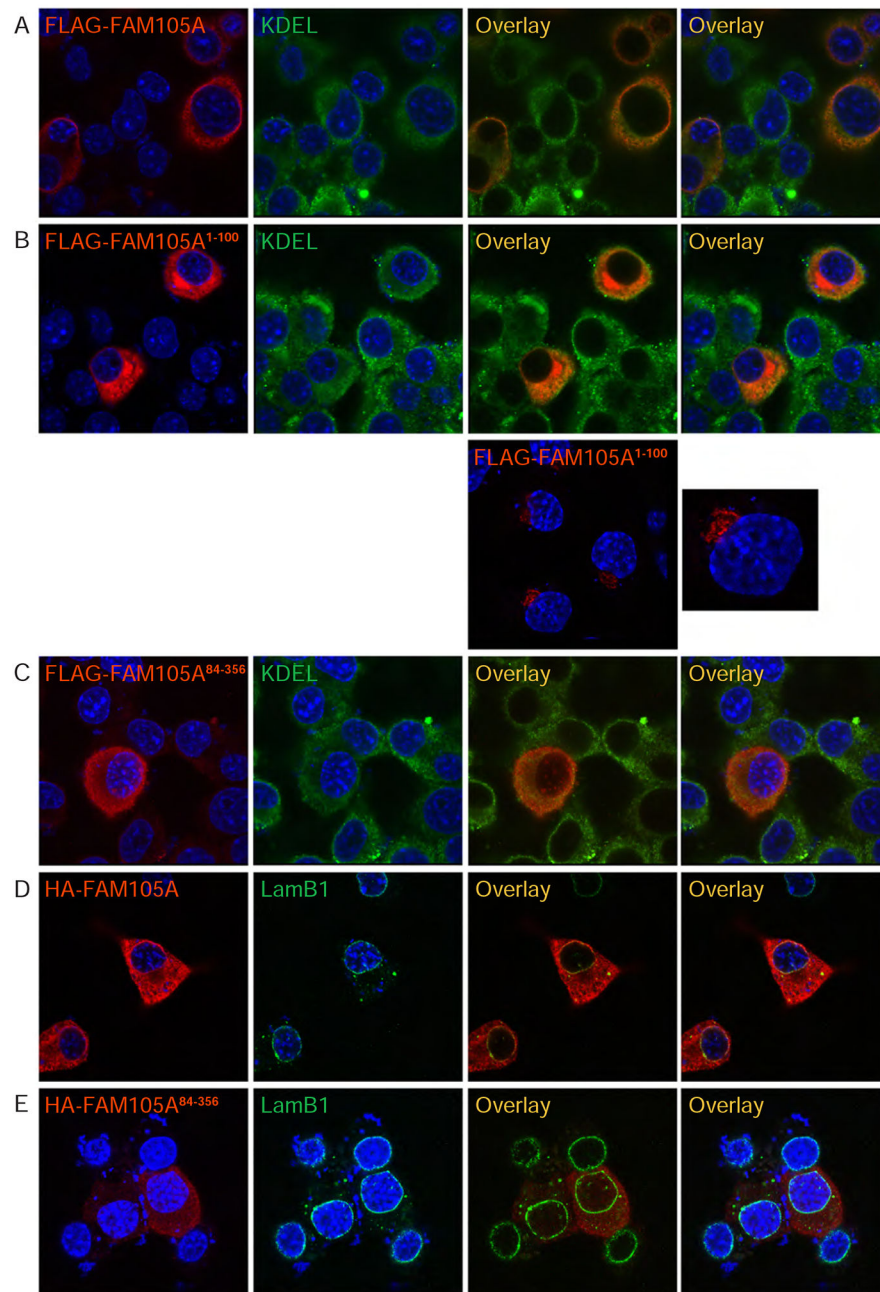 A FLAG-FAM105A KDEL Overlay Overlay
B FLAG-FAM105A¹⁻¹⁰⁰ KDEL Overlay Overlay
FLAG-FAM105A¹⁻¹⁰⁰
C FLAG-FAM105A⁸⁴⁻³⁵⁶ KDEL Overlay Overlay
D HA-FAM105A LamB1 Overlay Overlay
E HA-FAM105A⁸⁴⁻³⁵⁶ LamB1 Overlay Overlay